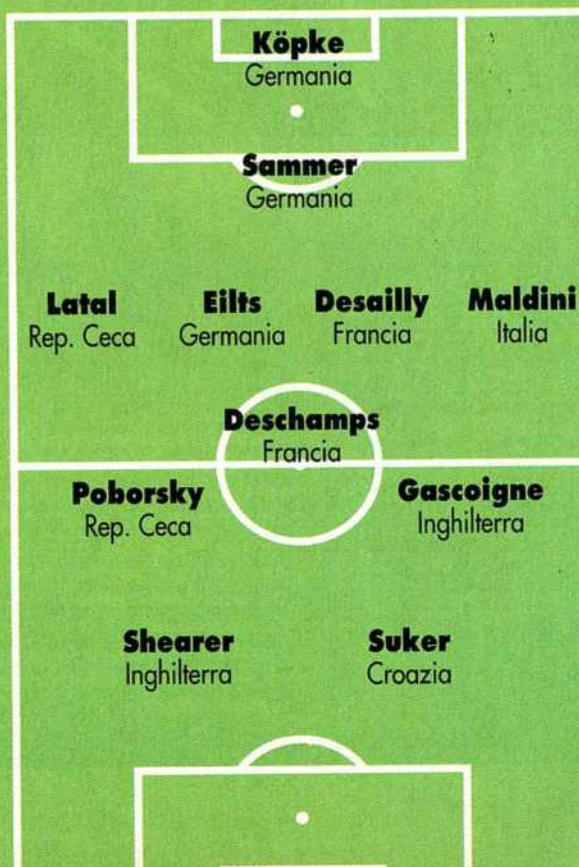 Köpke
Germania
Sammer
Germania
Latal Eilts Desailly Maldini
Rep. Ceca Germania Francia Italia
Deschamps
Francia
Poborsky Gascoigne
Rep. Ceca Inghilterra
Shearer Suker
Inghilterra Croazia